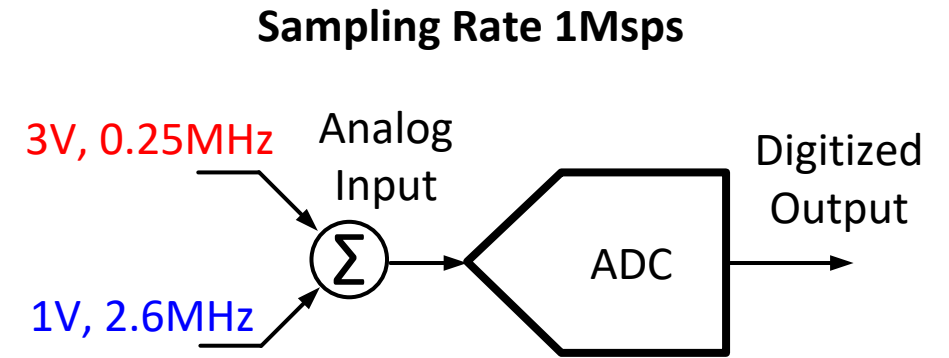 Sampling Rate 1Msps
3V, 0.25MHz
Analog
Input
Digitized
Output
Σ
ADC
1V, 2.6MHz